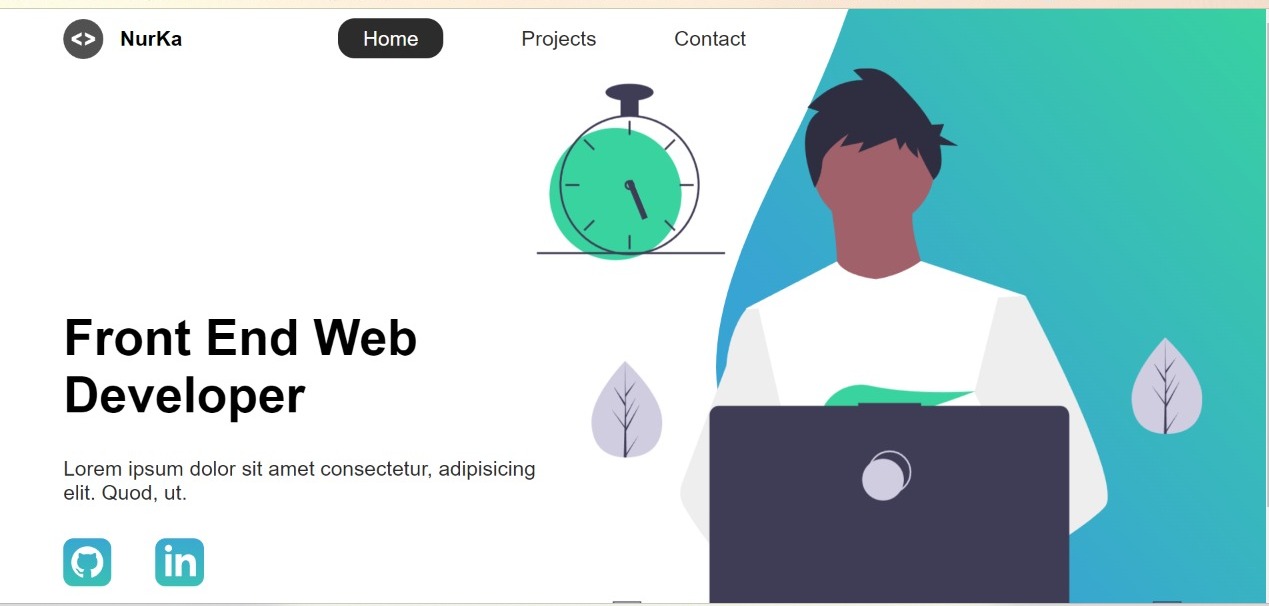 <> NurKa
Home
Projects
Contact
Front End Web
Developer
Lorem ipsum dolor sit amet consectetur, adipisicing
elit. Quod, ut.
in